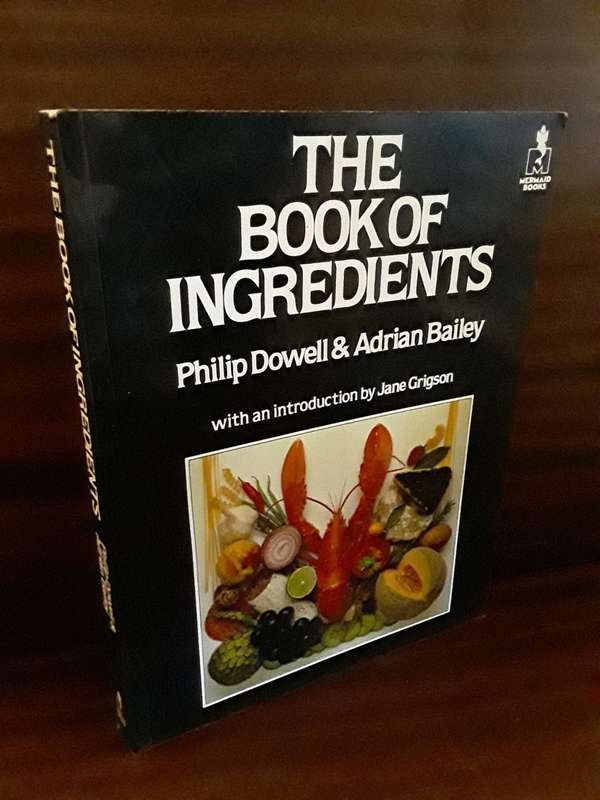 THE
BOOK OF
INGREDIENTS
Philip Dowell & Adrian Bailey
with an introduction by Jane Grigson
MERMAID
BOOKS
THE BOOK OF INGREDIENTS